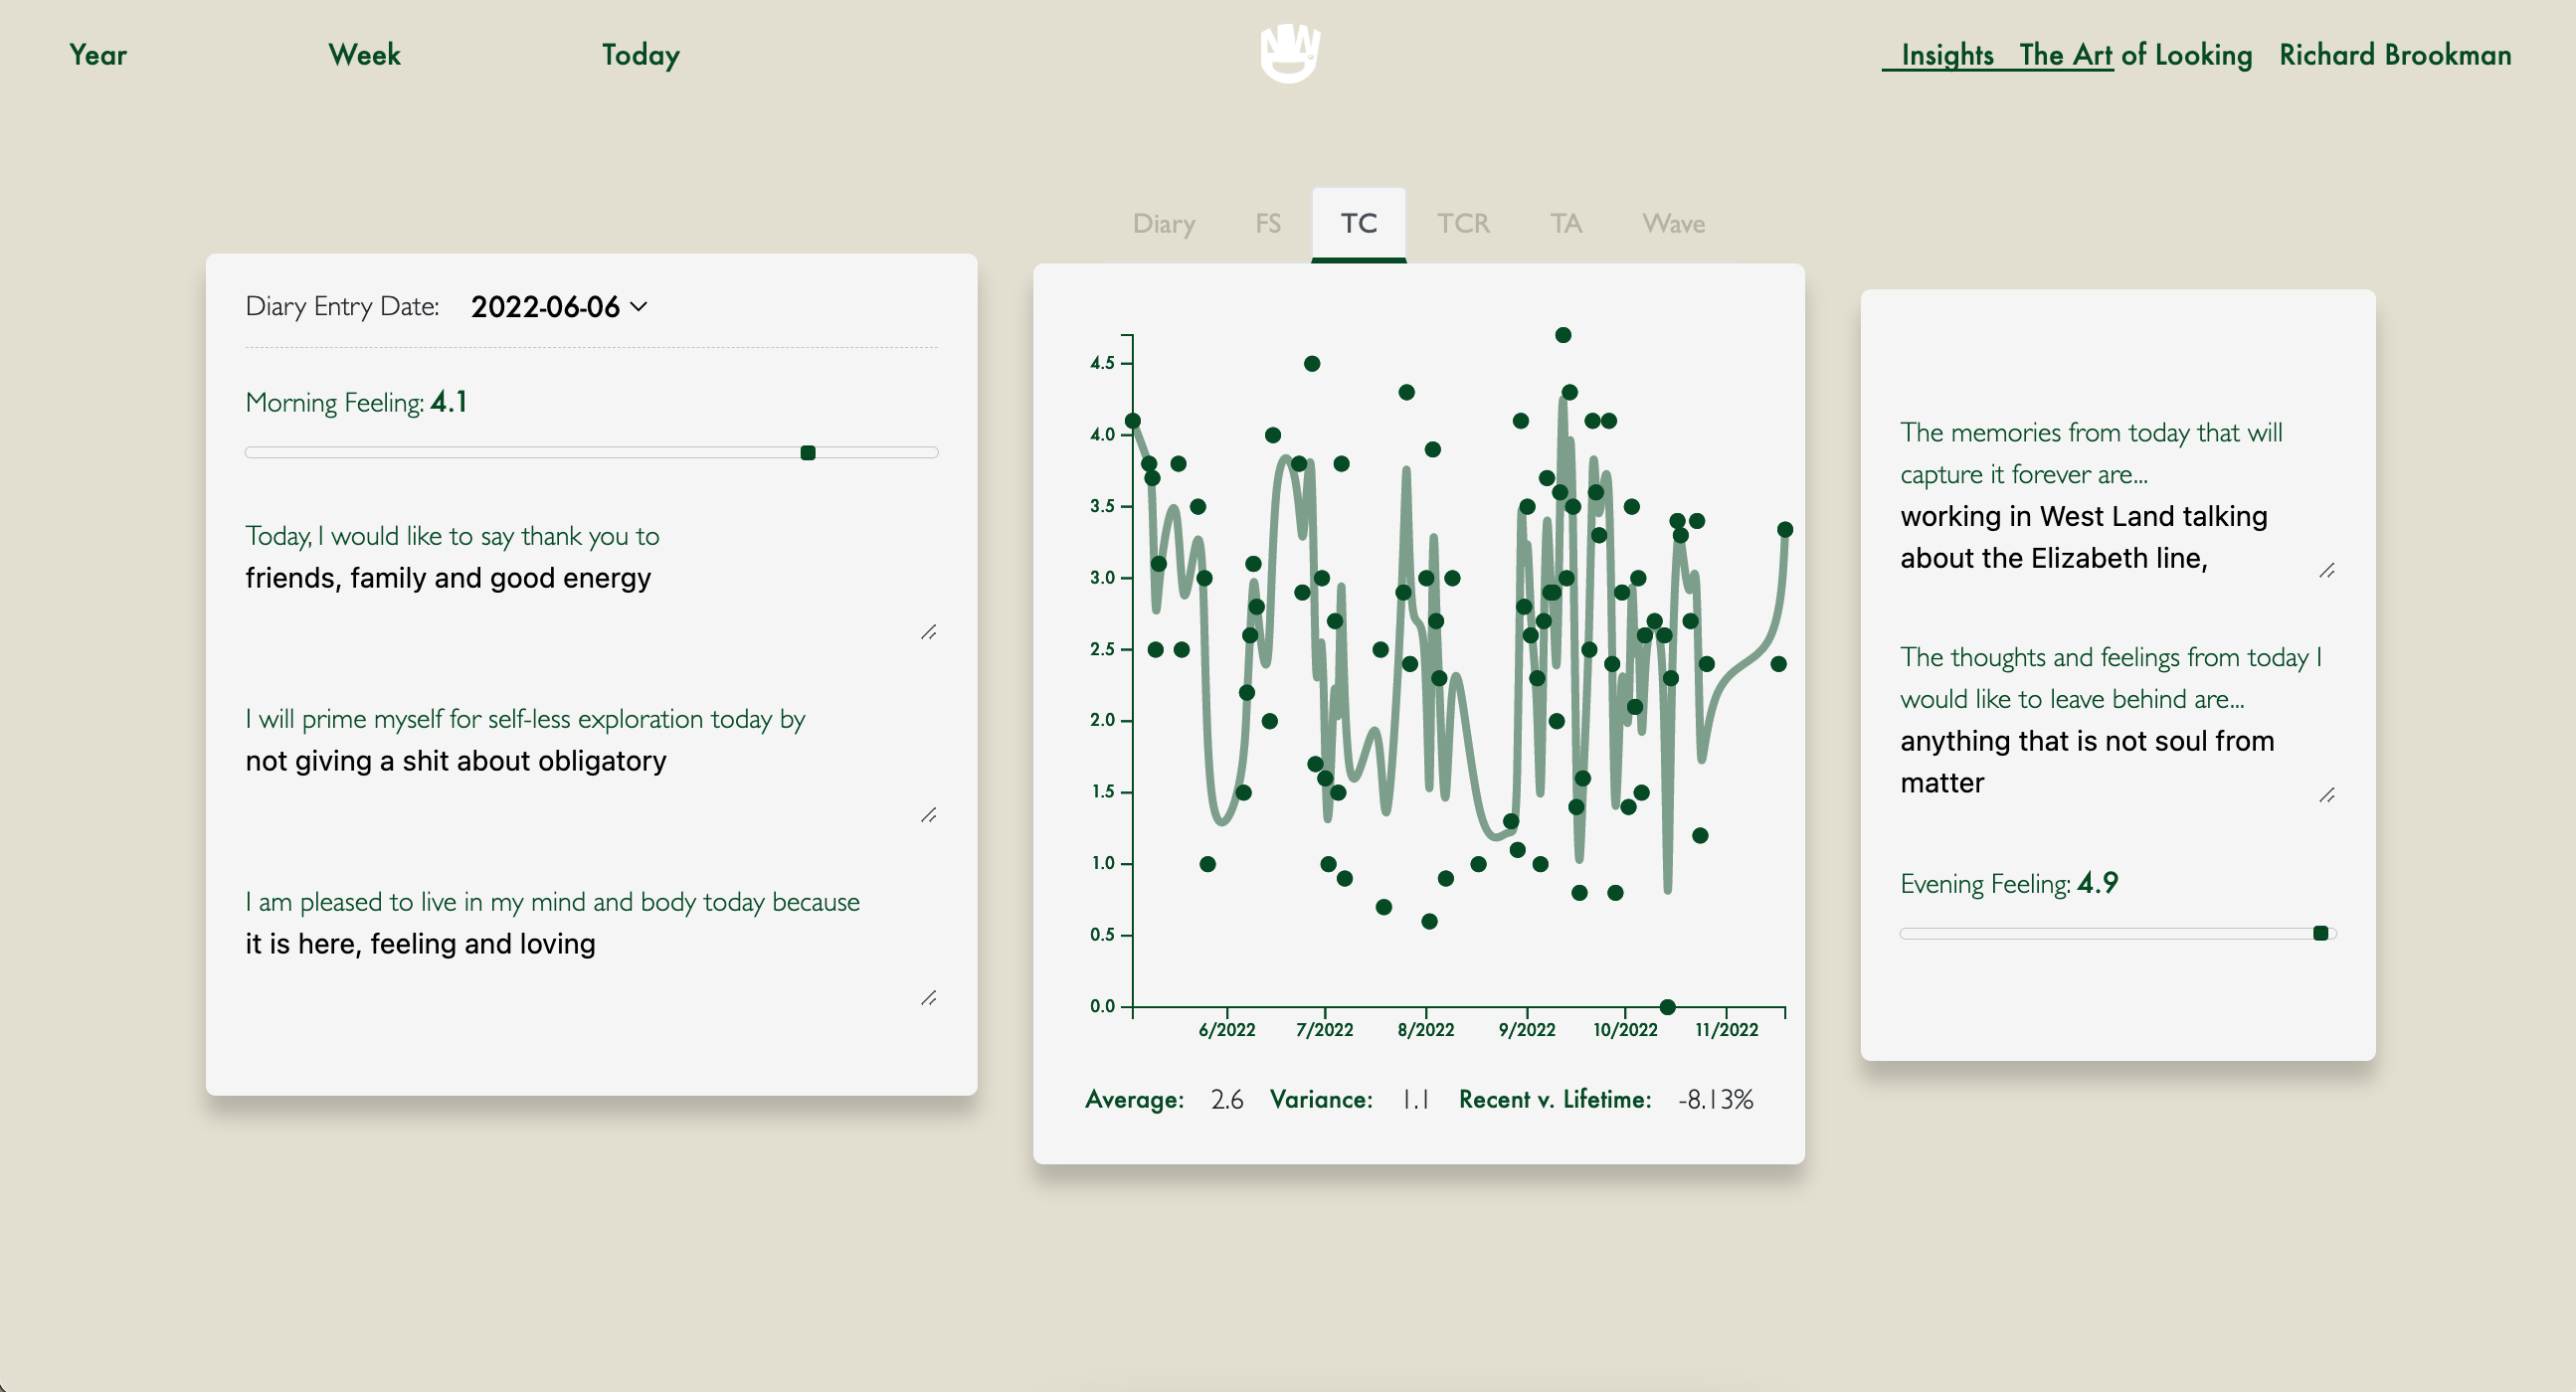 Year Week Today NW Insights The Art of Looking Richard Brookman
Diary FS TC TCR TA Wave
Diary Entry Date: 2022-06-06
Morning Feeling: 4.1
Today, I would like to say thank you to
friends, family and good energy
I will prime myself for self-less exploration today by
not giving a shit about obligatory
I am pleased to live in my mind and body today because
it is here, feeling and loving
4.5
4.0
3.5
3.0
2.5
2.0
1.5
1.0
0.5
0.0
6/2022 7/2022 8/2022 9/2022 10/2022 11/2022
Average: 2.6 Variance: 1.1 Recent v. Lifetime: -8.13%
The memories from today that will
capture it forever are...
working in West Land talking
about the Elizabeth line,
The thoughts and feelings from today I
would like to leave behind are...
anything that is not soul from
matter
Evening Feeling: 4.9